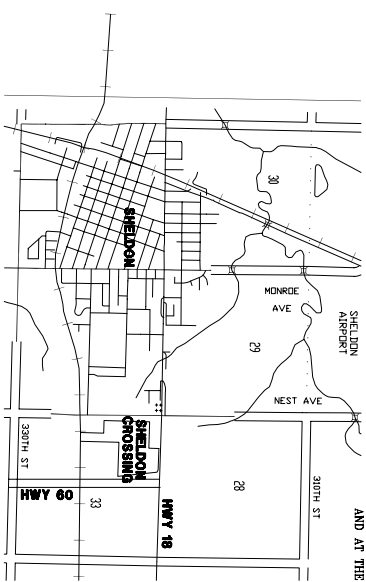 30
SHELDON
MONROE
AVE
SHELDON
AIRPORT
29
NEST AVE
SHELDON
CROSSING
330TH ST
HWY 60
33
HWY 18
28
310TH ST
AND AT THE